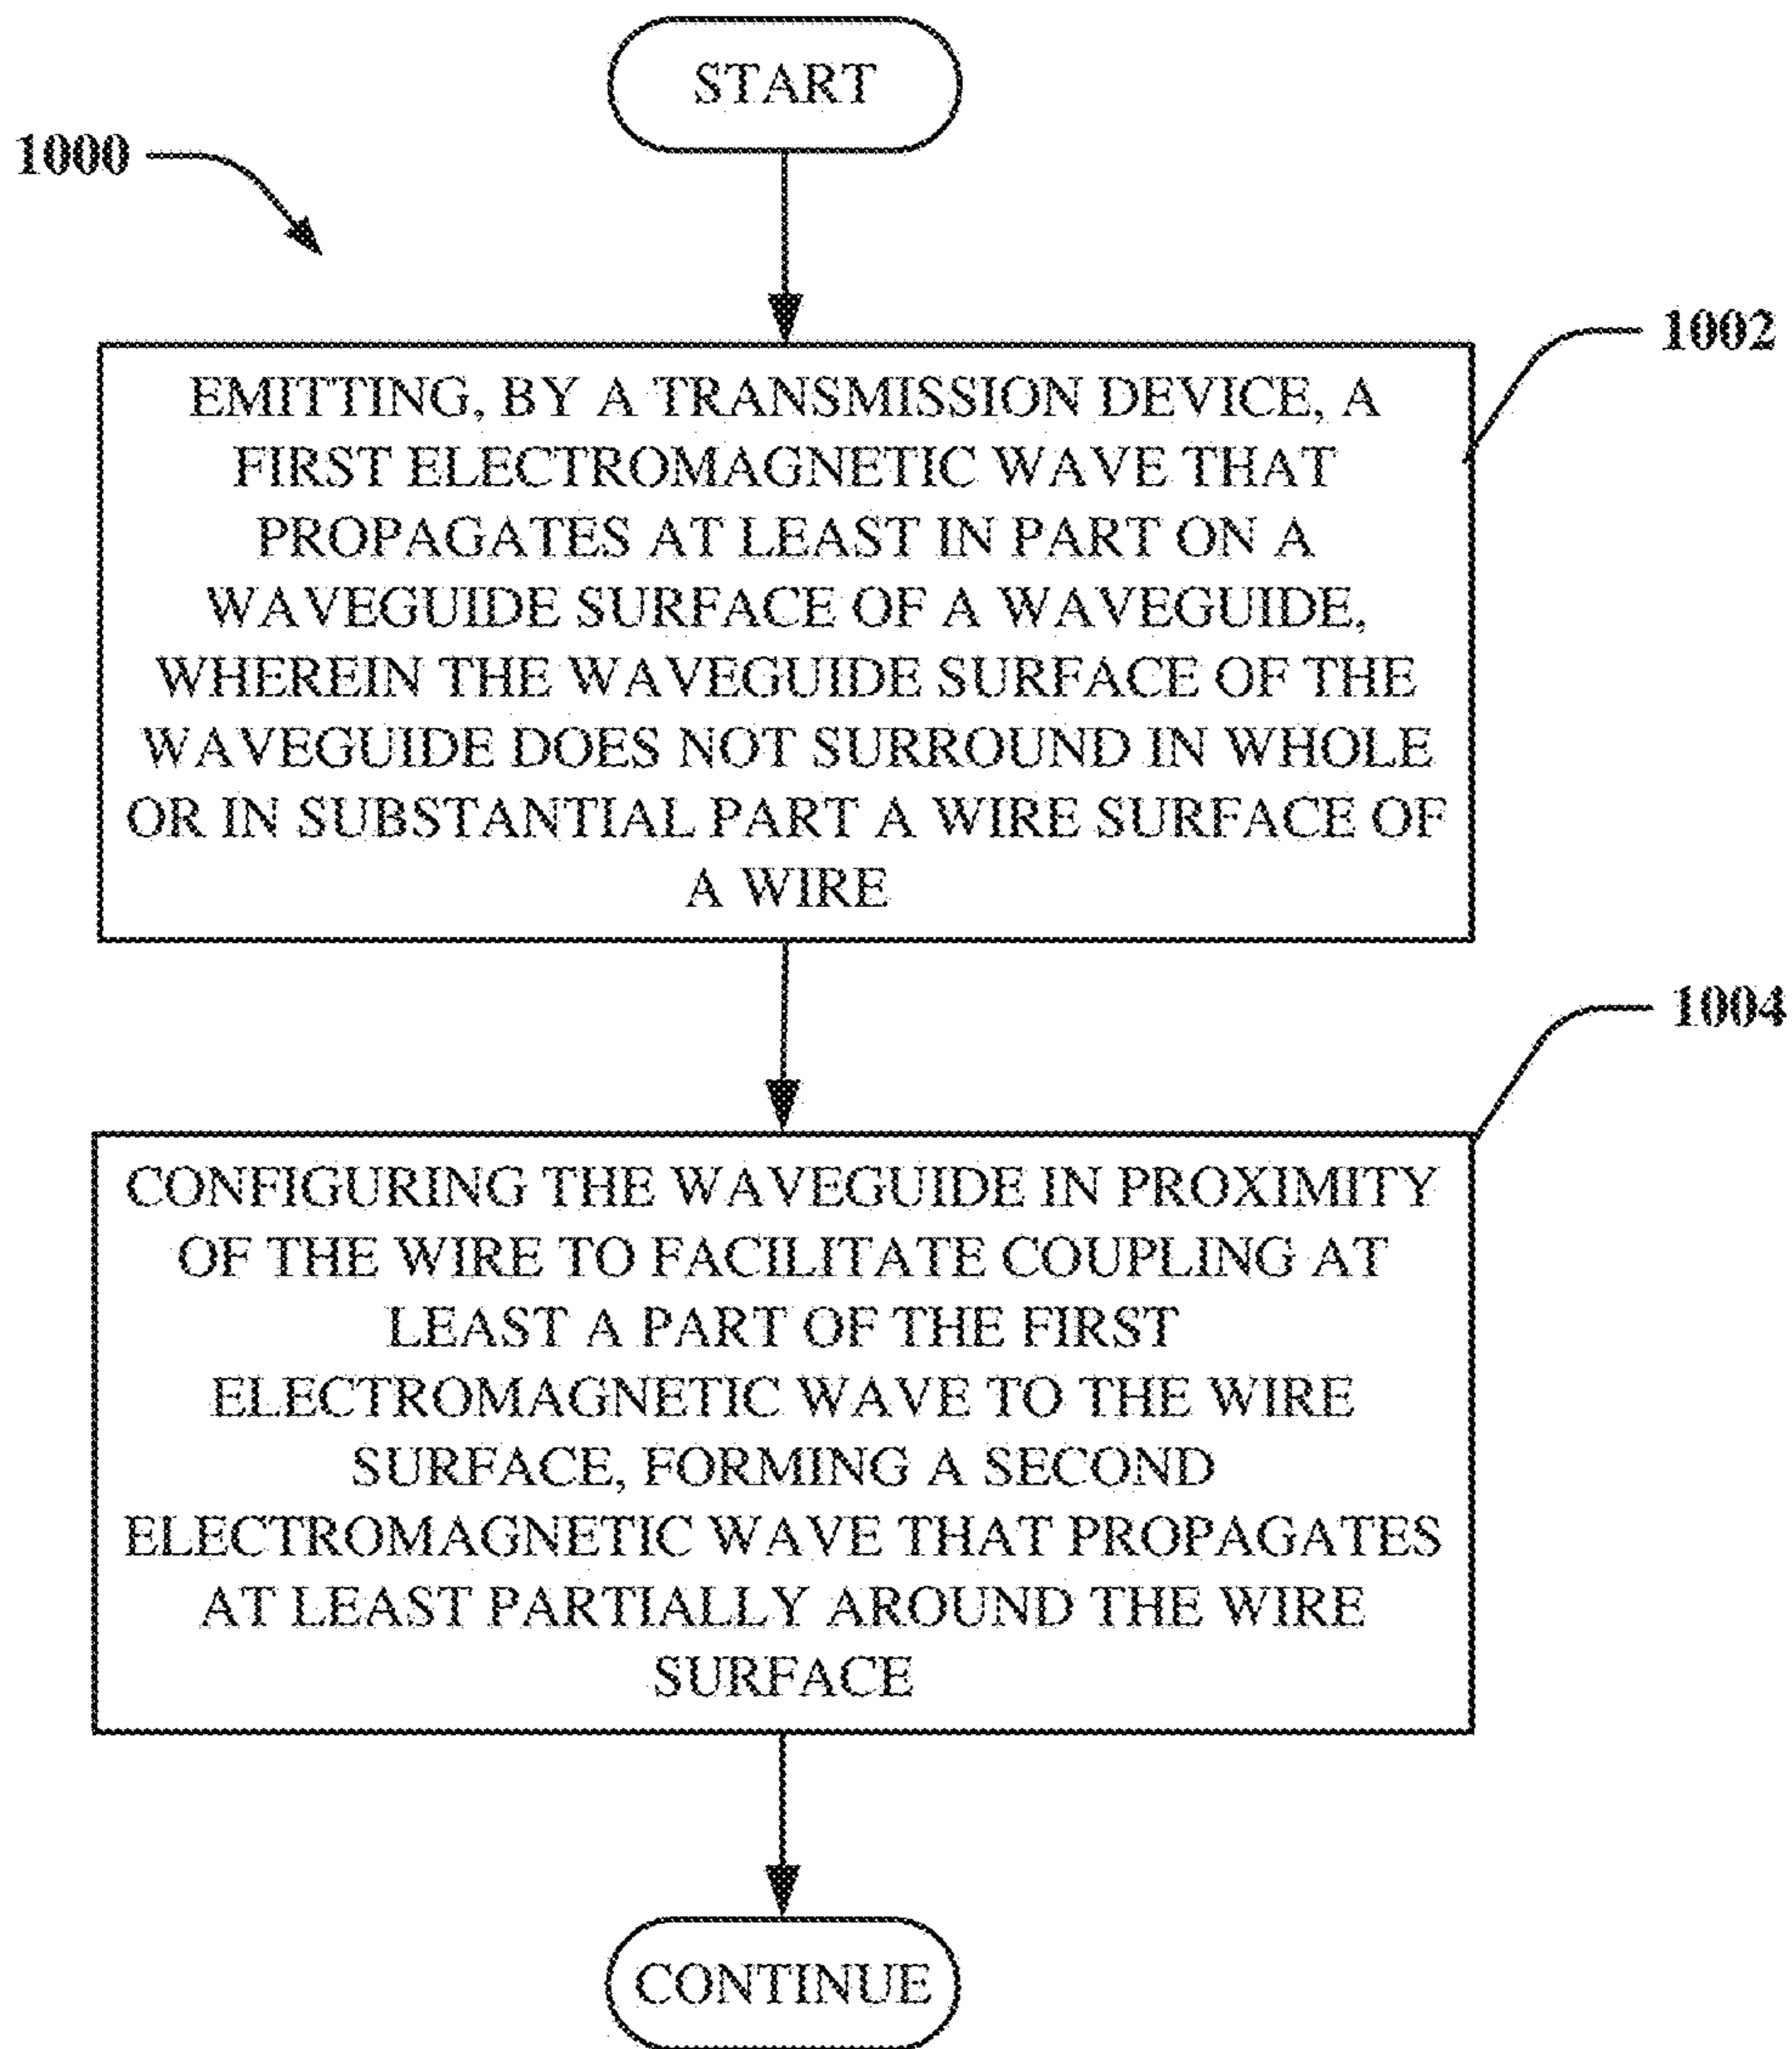 START
1000
1002
EMITTING, BY A TRANSMISSION DEVICE, A
FIRST ELECTROMAGNETIC WAVE THAT
PROPAGATES AT LEAST IN PART ON A
WAVEGUIDE SURFACE OF A WAVEGUIDE,
WHEREIN THE WAVEGUIDE SURFACE OF THE
WAVEGUIDE DOES NOT SURROUND IN WHOLE
OR IN SUBSTANTIAL PART A WIRE SURFACE OF
A WIRE
1004
CONFIGURING THE WAVEGUIDE IN PROXIMITY
OF THE WIRE TO FACILITATE COUPLING AT
LEAST A PART OF THE FIRST
ELECTROMAGNETIC WAVE TO THE WIRE
SURFACE, FORMING A SECOND
ELECTROMAGNETIC WAVE THAT PROPAGATES
AT LEAST PARTIALLY AROUND THE WIRE
SURFACE
CONTINUE